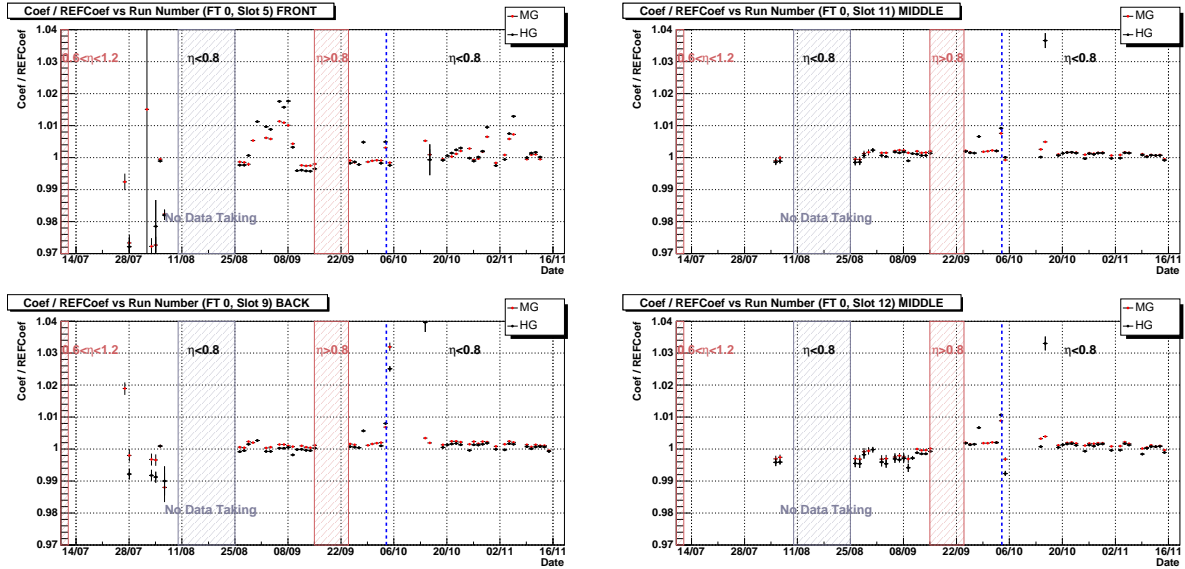 Coef / REFCoef vs Run Number (FT 0, Slot 5) FRONT
MG
HG
Coef / REFCoef
1.04
1.03
1.02
1.01
1
0.99
0.98
0.97
0.6<η<1.2
η<0.8
η>0.8
η<0.8
No Data Taking
14/07 28/07 11/08 25/08 08/09 22/09 06/10 20/10 02/11 16/11
Date
Coef / REFCoef vs Run Number (FT 0, Slot 11) MIDDLE
MG
HG
Coef / REFCoef
1.04
1.03
1.02
1.01
1
0.99
0.98
0.97
0.6<η<1.2
η<0.8
η>0.8
η<0.8
No Data Taking
14/07 28/07 11/08 25/08 08/09 22/09 06/10 20/10 02/11 16/11
Date
Coef / REFCoef vs Run Number (FT 0, Slot 9) BACK
MG
HG
Coef / REFCoef
1.04
1.03
1.02
1.01
1
0.99
0.98
0.97
0.6<η<1.2
η<0.8
η>0.8
η<0.8
No Data Taking
14/07 28/07 11/08 25/08 08/09 22/09 06/10 20/10 02/11 16/11
Date
Coef / REFCoef vs Run Number (FT 0, Slot 12) MIDDLE
MG
HG
Coef / REFCoef
1.04
1.03
1.02
1.01
1
0.99
0.98
0.97
0.6<η<1.2
η<0.8
η>0.8
η<0.8
No Data Taking
14/07 28/07 11/08 25/08 08/09 22/09 06/10 20/10 02/11 16/11
Date